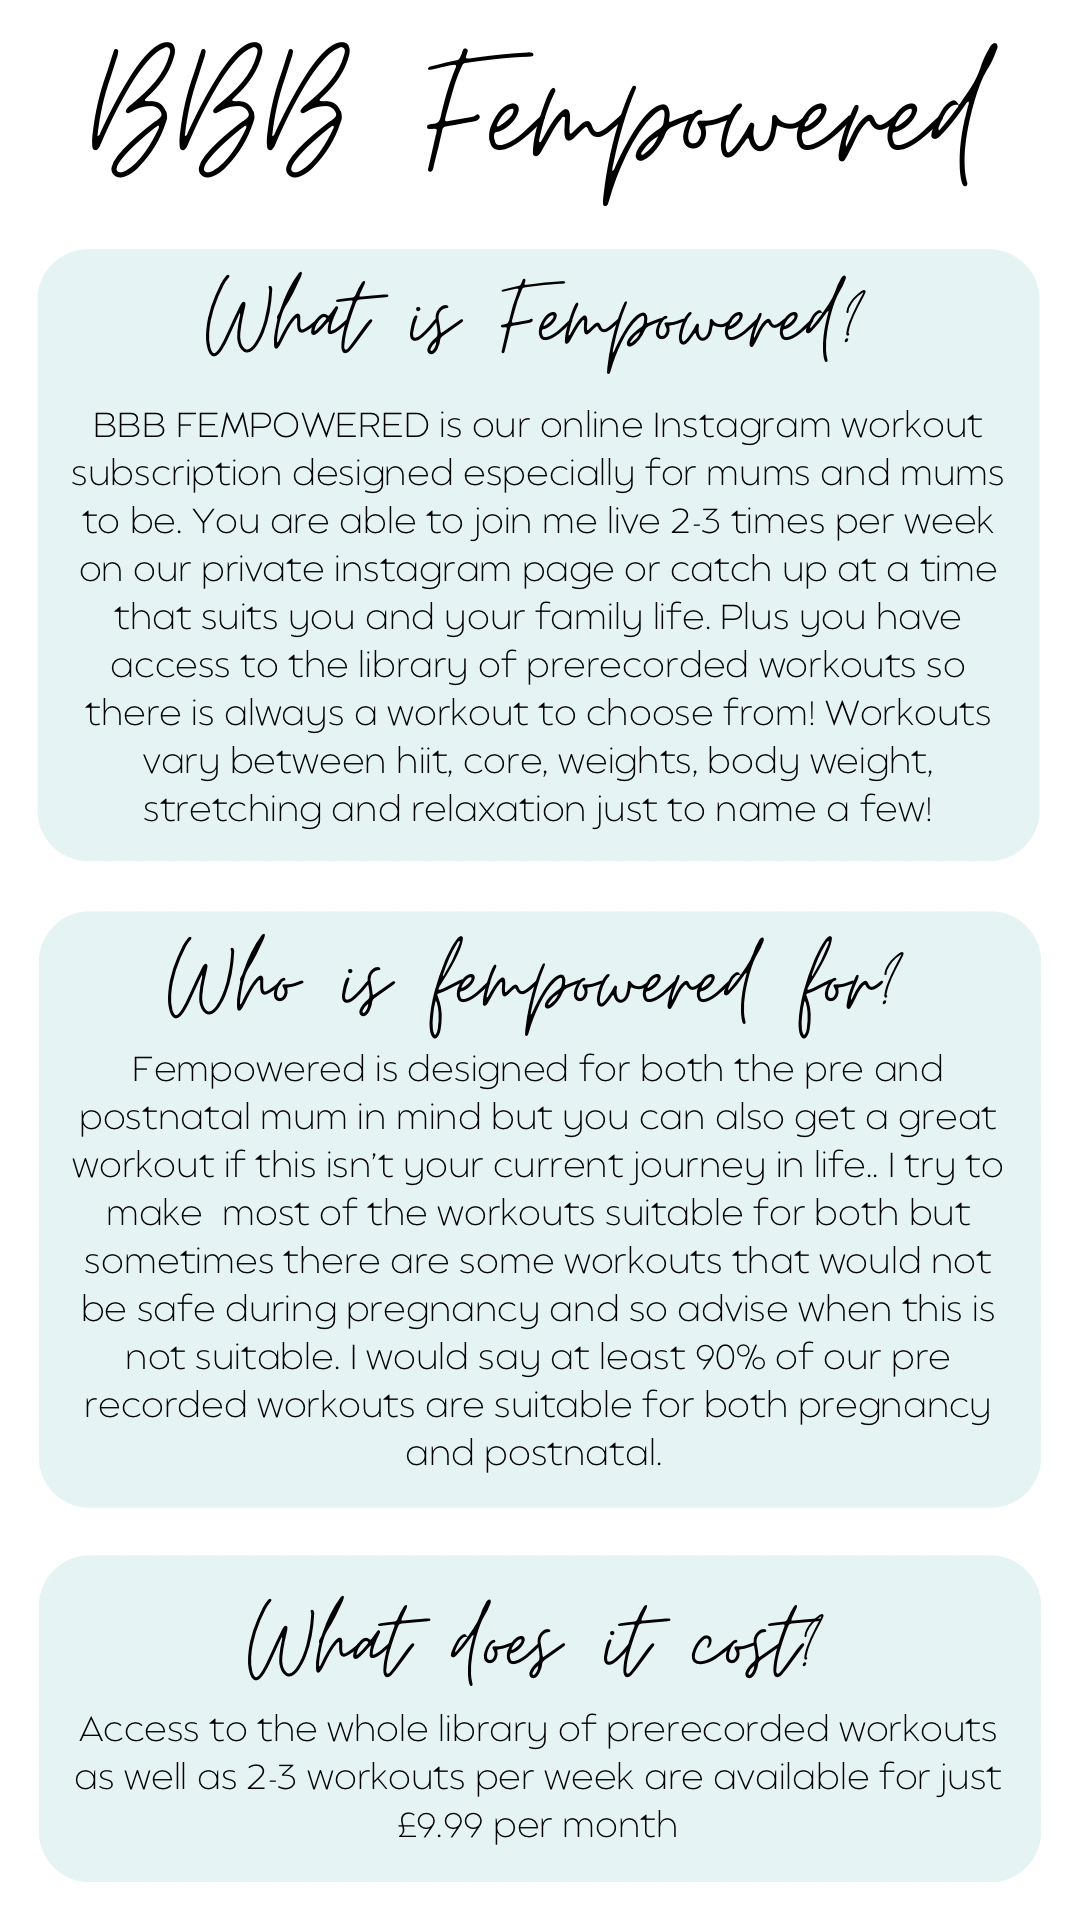 BBB Fempowered
What is Fempowered?
BBB FEMPOWERED is our online Instagram workout
subscription designed especially for mums and mums
to be. You are able to join me live 2-3 times per week
on our private instagram page or catch up at a time
that suits you and your family life. Plus you have
access to the library of prerecorded workouts so
there is always a workout to choose from! Workouts
vary between hiit, core, weights, body weight,
stretching and relaxation just to name a few!
Who is fempowered for?
Fempowered is designed for both the pre and
postnatal mum in mind but you can also get a great
workout if this isn't your current journey in life.. I try to
make  most of the workouts suitable for both but
sometimes there are some workouts that would not
be safe during pregnancy and so advise when this is
not suitable. I would say at least 90% of our pre
recorded workouts are suitable for both pregnancy
and postnatal.
What does it cost?
Access to the whole library of prerecorded workouts
as well as 2-3 workouts per week are available for just
£9.99 per month